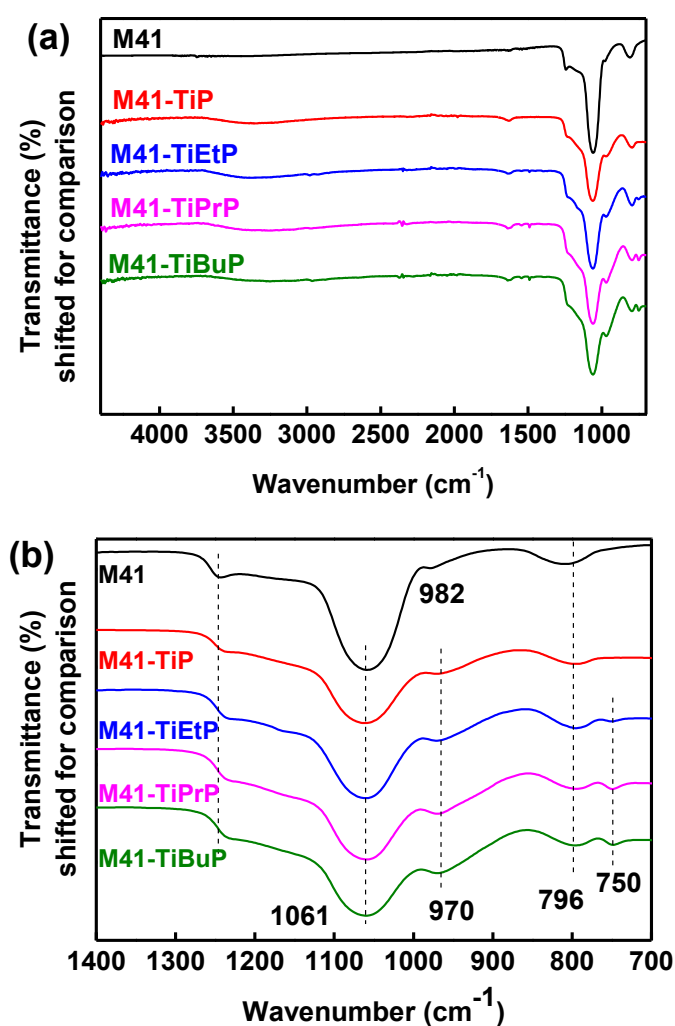 (a)
M41
M41-TiP
M41-TiEtP
M41-TiPrP
M41-TiBuP
Transmittance (%)
shifted for comparison
4000 3500 3000 2500 2000 1500 1000
Wavenumber (cm⁻¹)
(b)
M41
982
M41-TiP
M41-TiEtP
M41-TiPrP
M41-TiBuP
1061 970 796 750
Transmittance (%)
shifted for comparison
1400 1300 1200 1100 1000 900 800 700
Wavenumber (cm⁻¹)